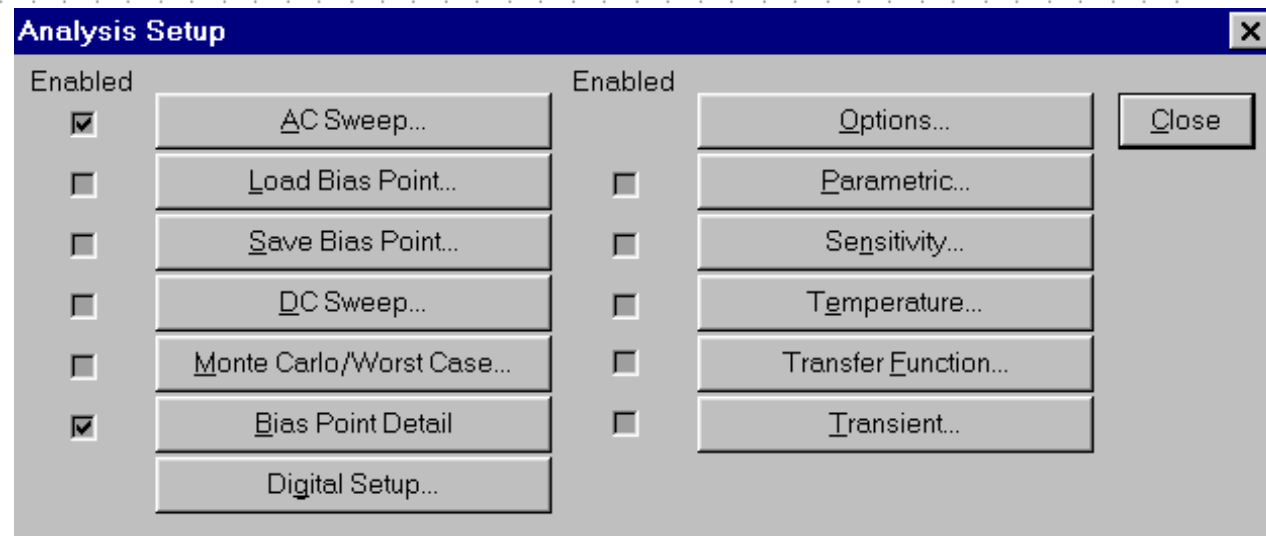 Analysis Setup
Enabled
AC Sweep...
Load Bias Point...
Save Bias Point...
DC Sweep...
Monte Carlo/Worst Case...
Bias Point Detail
Digital Setup...
Enabled
Options...
Parametric...
Sensitivity...
Temperature...
Transfer Function...
Transient...
Close